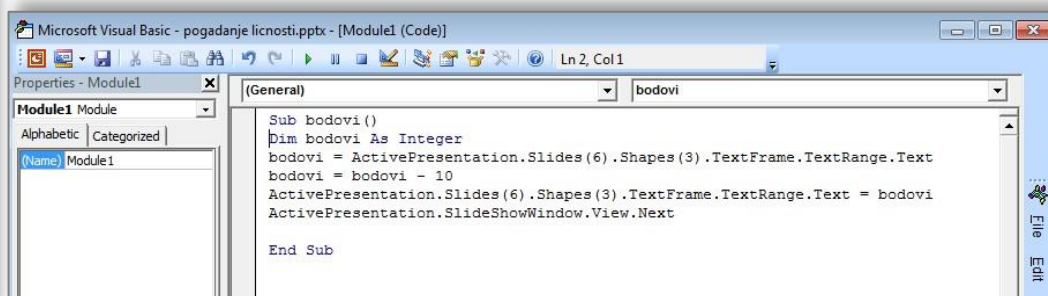 Microsoft Visual Basic - pogadanje licnosti.pptx - [Module1 (Code)]
Ln 2, Col 1
Properties - Module1
Module1 Module
Alphabetic Categorized
(Name) Module1
(General)
bodovi
Sub bodovi()
Dim bodovi As Integer
bodovi = ActivePresentation.Slides(6).Shapes(3).TextFrame.TextRange.Text
bodovi = bodovi - 10
ActivePresentation.Slides(6).Shapes(3).TextFrame.TextRange.Text = bodovi
ActivePresentation.SlideShowWindow.View.Next
End Sub
File Edit